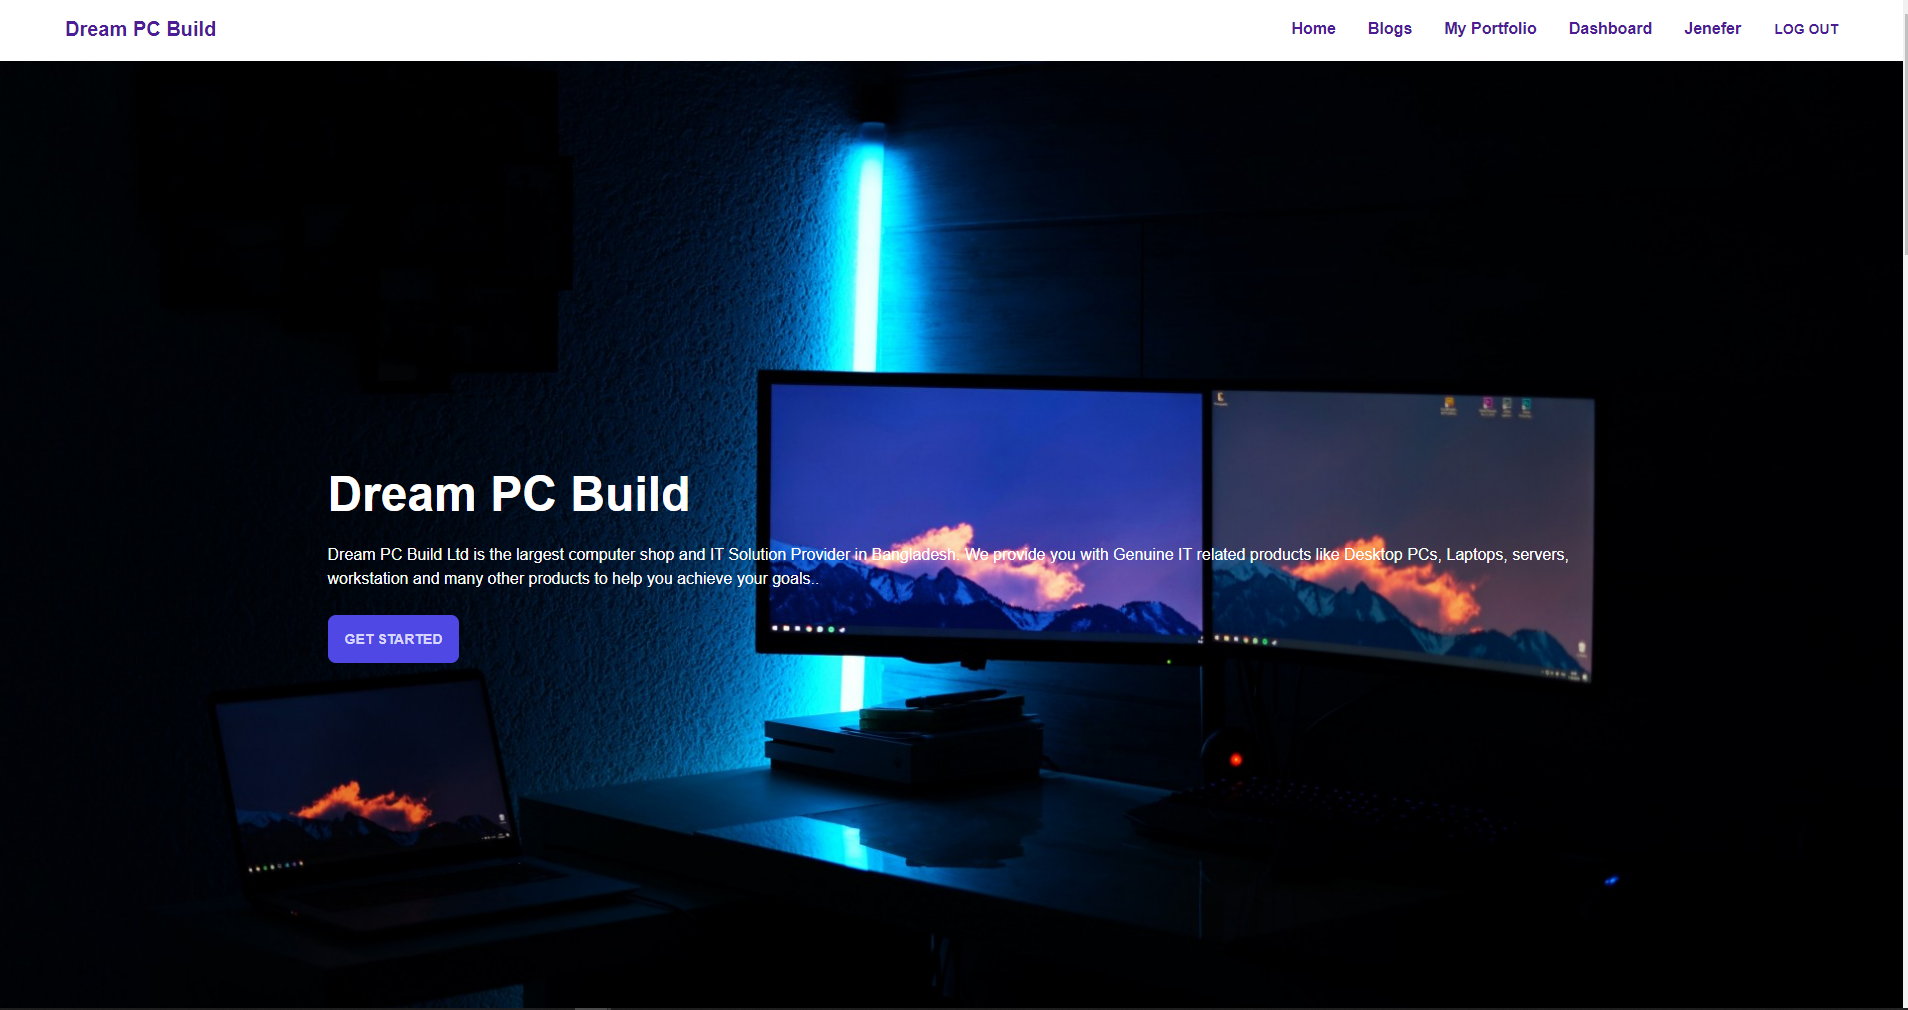 Dream PC Build
Home Blogs My Portfolio Dashboard Jenefer LOG OUT
Dream PC Build
Dream PC Build Ltd is the largest computer shop and IT Solution Provider in Bangladesh. We provide you with Genuine IT related products like Desktop PCs, Laptops, servers,
workstation and many other products to help you achieve your goals..
GET STARTED